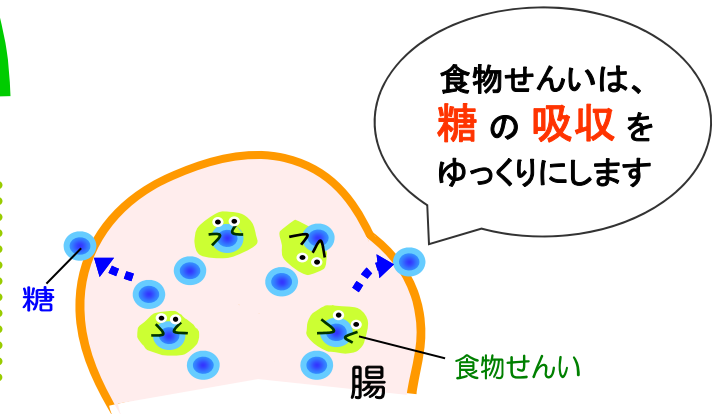 食物せんいは、
糖の吸収を
ゆっくりにします
糖
食物せんい
腸